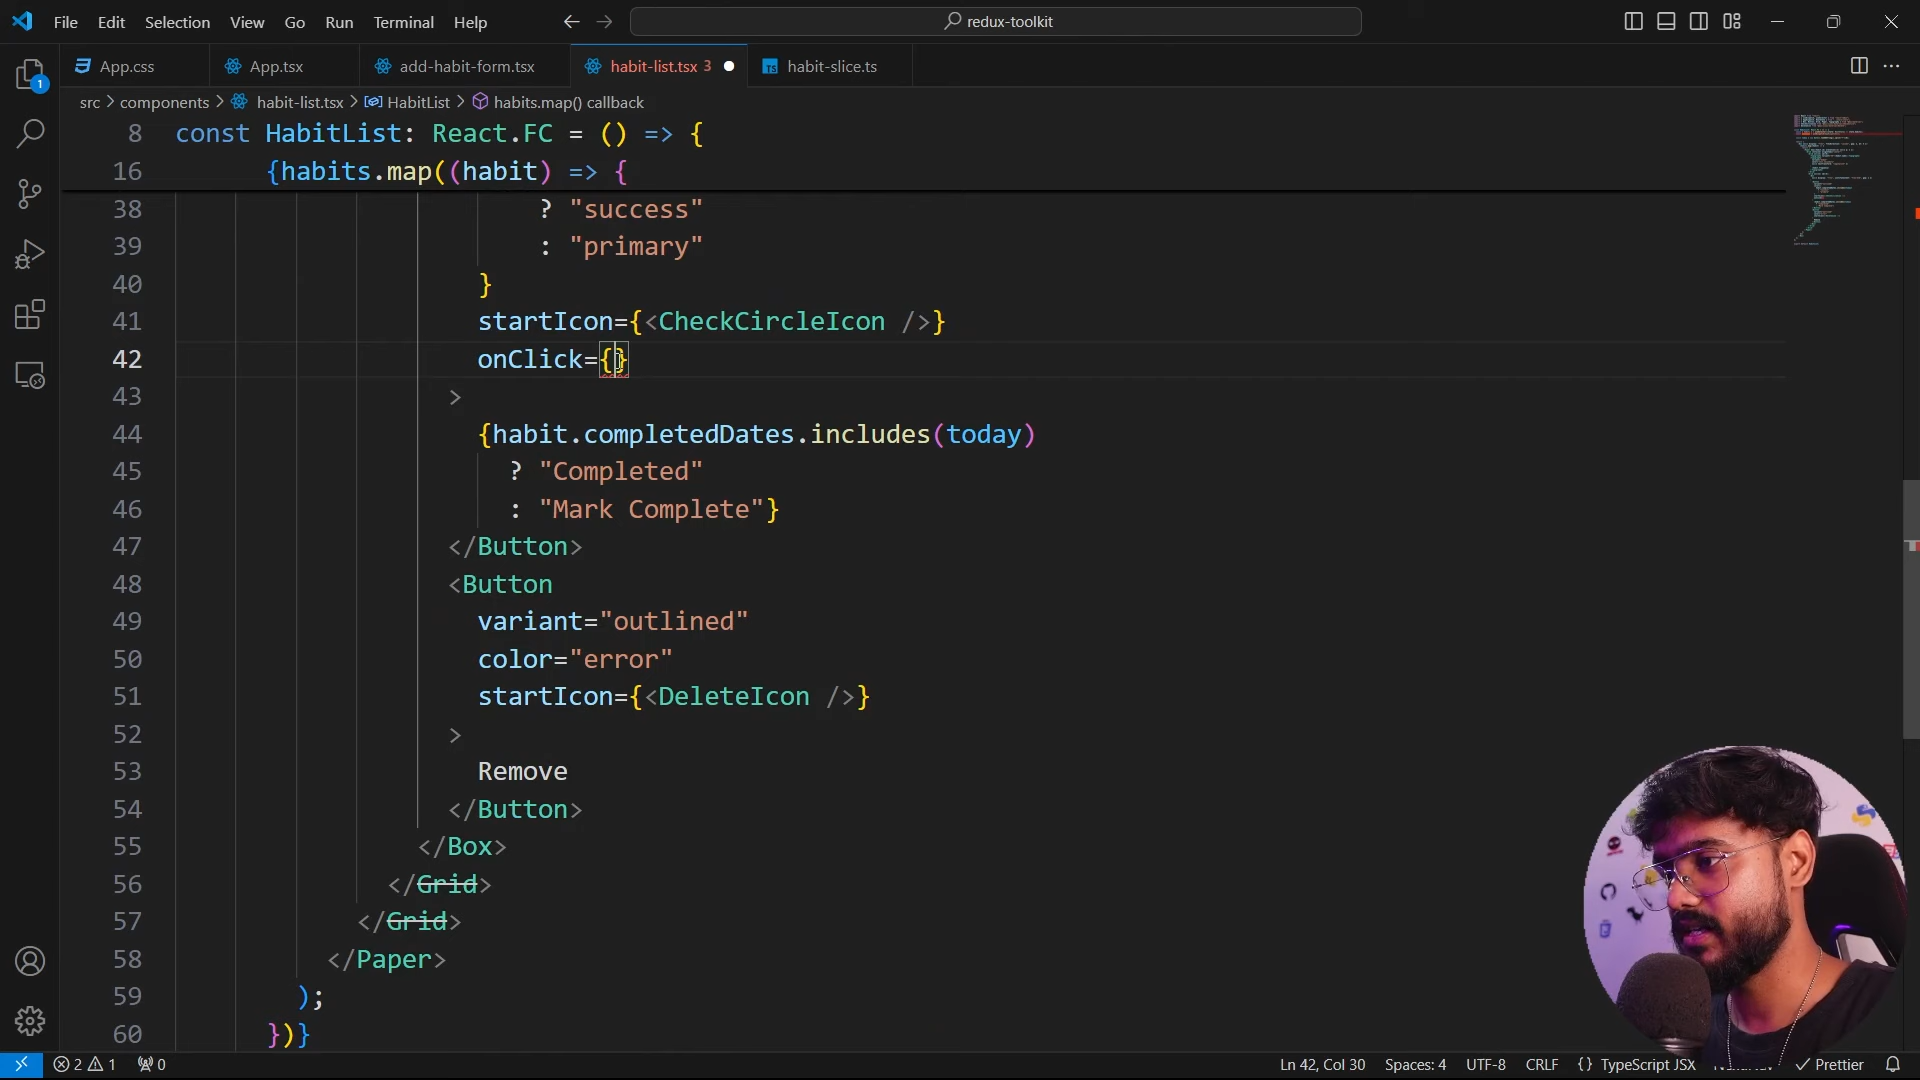 File Edit Selection View Go Run Terminal Help redux-toolkit
App.css App.tsx add-habit-form.tsx habit-list.tsx 3 habit-slice.ts
1
src > components > habit-list.tsx > HabitList > habits.map() callback
8 const HabitList: React.FC = () => {
16 {habits.map((habit) => {
38 ? "success"
39 : "primary"
40 }
41 startIcon={<CheckCircleIcon />}
42 onClick={}
43 >
44 {habit.completedDates.includes(today)
45 ? "Completed"
46 : "Mark Complete"}
47 </Button>
48 <Button
49 variant="outlined"
50 color="error"
51 startIcon={<DeleteIcon />}
52 >
53 Remove
54 </Button>
55 </Box>
56 </Grid>
57 </Grid>
58 </Paper>
59 );
60 })}
2 1 0 Ln 42, Col 30 Spaces: 4 UTF-8 CRLF {} TypeScript JSX Prettier